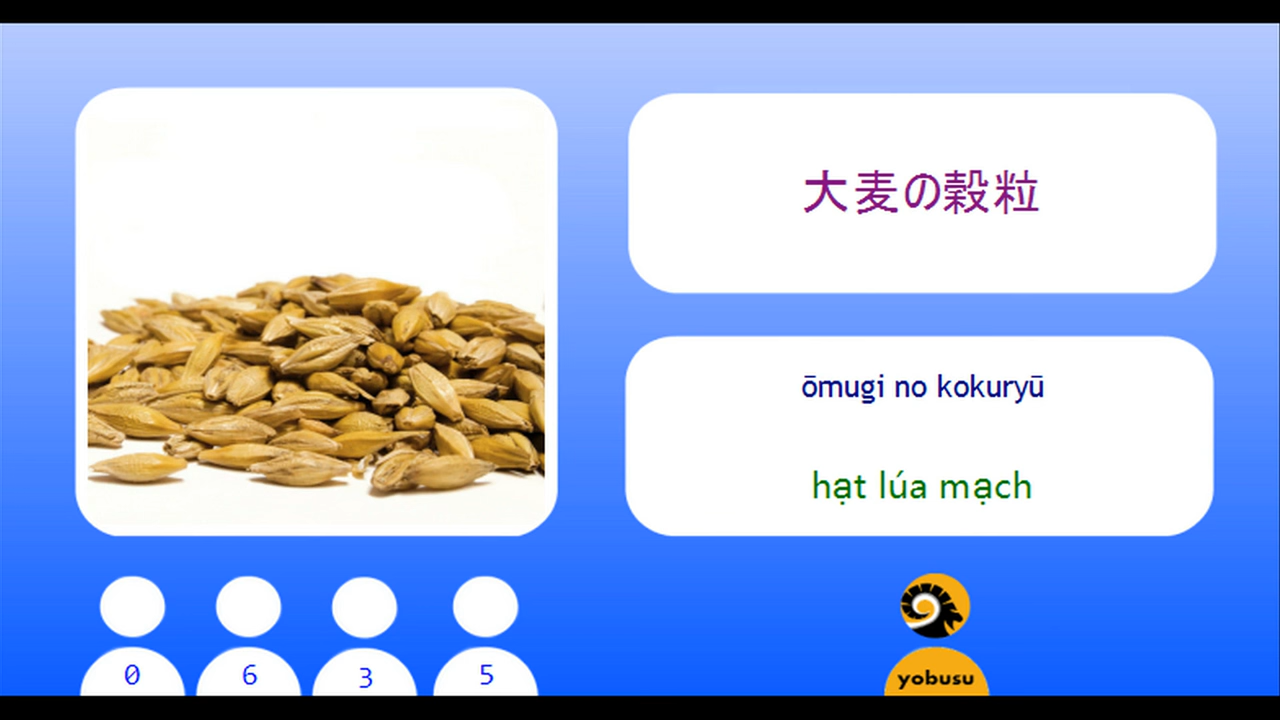 大麦の穀粒
ōmugi no kokuryū
hạt lúa mạch
0 6 3 5
yobusu